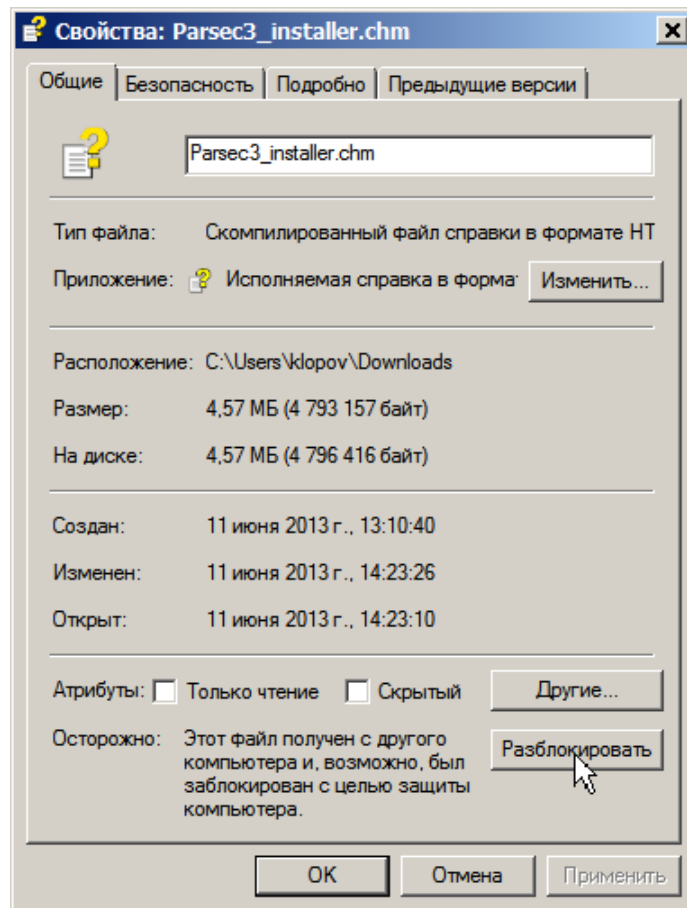 Свойства: Parsec3_installer.chm
Общие Безопасность Подробно Предыдущие версии
Parsec3_installer.chm
Тип файла: Скомпилированный файл справки в формате HT
Приложение: Исполняемая справка в формат Изменить...
Расположение: C:\Users\klopov\Downloads
Размер: 4,57 МБ (4 793 157 байт)
На диске: 4,57 МБ (4 796 416 байт)
Создан: 11 июня 2013 г., 13:10:40
Изменен: 11 июня 2013 г., 14:23:26
Открыт: 11 июня 2013 г., 14:23:10
Атрибуты: Только чтение Скрытый Другие...
Осторожно: Этот файл получен с другого Разблокировать
компьютера и, возможно, был
заблокирован с целью защиты
компьютера.
OK Отмена Применить